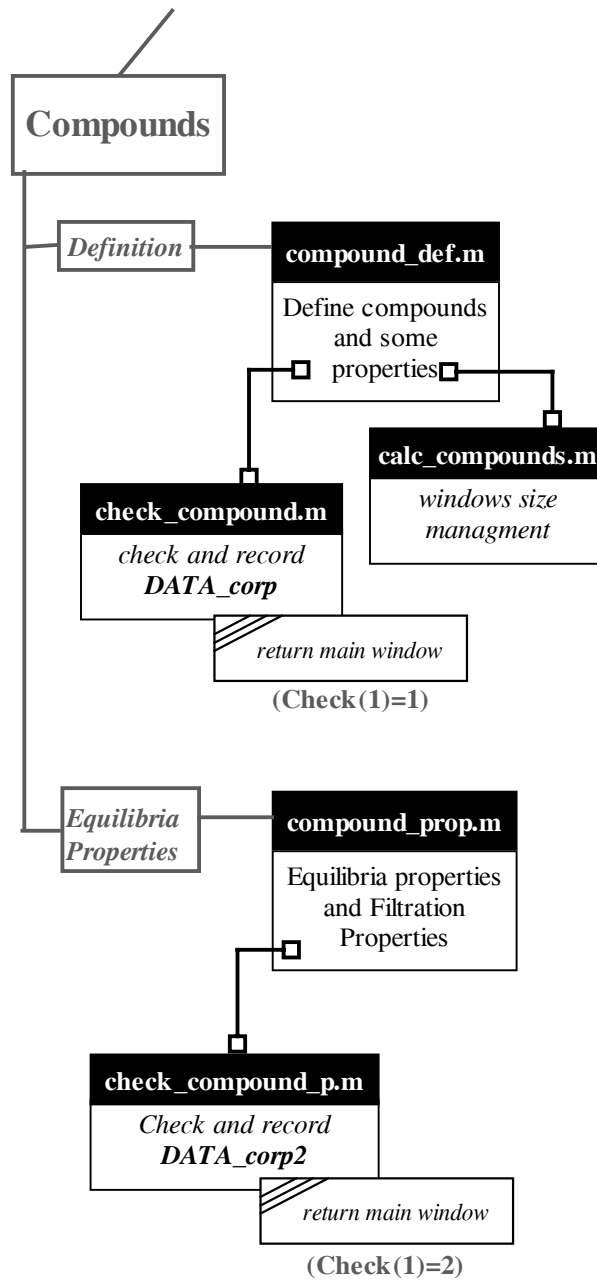 Compounds
Definition
compound_def.m
Define compounds
and some
properties
calc_compounds.m
windows size
managment
check_compound.m
check and record
DATA_corp
return main window
(Check(1)=1)
Equilibria
Properties
compound_prop.m
Equilibria properties
and Filtration
Properties
check_compound_p.m
Check and record
DATA_corp2
return main window
(Check(1)=2)